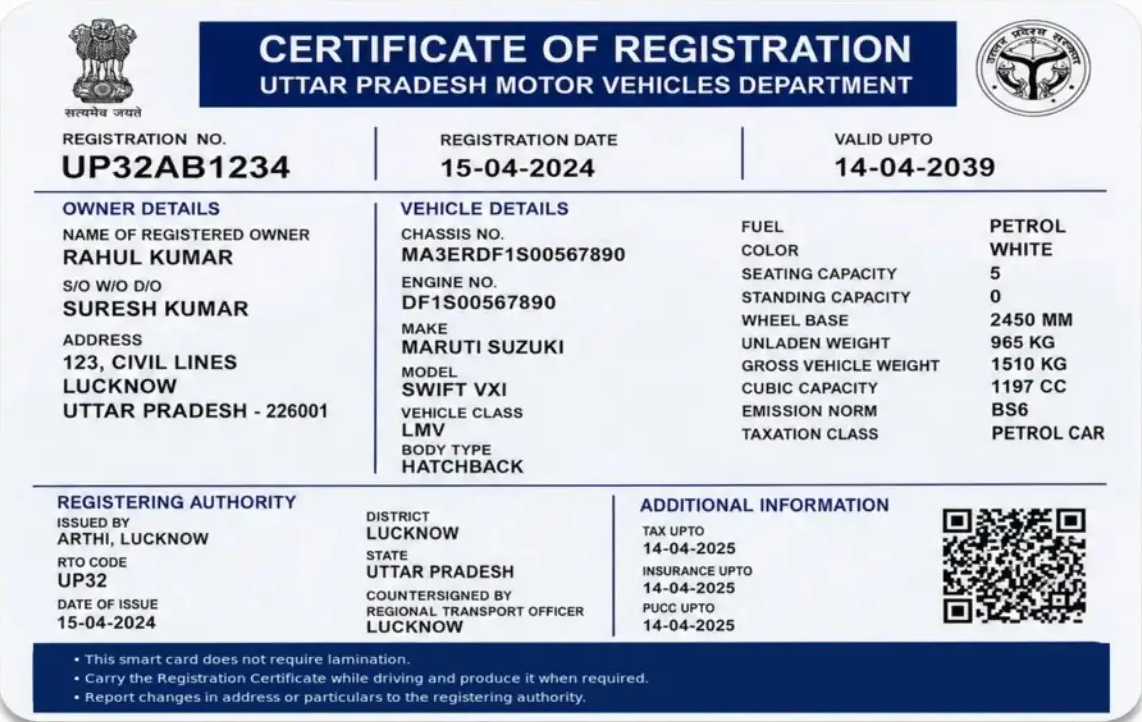 CERTIFICATE OF REGISTRATION
UTTAR PRADESH MOTOR VEHICLES DEPARTMENT
सत्यमेव जयते
REGISTRATION NO.
UP32AB1234
REGISTRATION DATE
15-04-2024
VALID UPTO
14-04-2039
OWNER DETAILS
NAME OF REGISTERED OWNER
RAHUL KUMAR
S/O W/O D/O
SURESH KUMAR
ADDRESS
123, CIVIL LINES
LUCKNOW
UTTAR PRADESH - 226001
VEHICLE DETAILS
CHASSIS NO.
MA3ERDF1S00567890
ENGINE NO.
DF1S00567890
MAKE
MARUTI SUZUKI
MODEL
SWIFT VXI
VEHICLE CLASS
LMV
BODY TYPE
HATCHBACK
FUEL PETROL
COLOR WHITE
SEATING CAPACITY 5
STANDING CAPACITY 0
WHEEL BASE 2450 MM
UNLADEN WEIGHT 965 KG
GROSS VEHICLE WEIGHT 1510 KG
CUBIC CAPACITY 1197 CC
EMISSION NORM BS6
TAXATION CLASS PETROL CAR
REGISTERING AUTHORITY
ISSUED BY
ARTHI, LUCKNOW
RTO CODE
UP32
DATE OF ISSUE
15-04-2024
DISTRICT
LUCKNOW
STATE
UTTAR PRADESH
COUNTERSIGNED BY
REGIONAL TRANSPORT OFFICER
LUCKNOW
ADDITIONAL INFORMATION
TAX UPTO
14-04-2025
INSURANCE UPTO
14-04-2025
PUCC UPTO
14-04-2025
• This smart card does not require lamination.
• Carry the Registration Certificate while driving and produce it when required.
• Report changes in address or particulars to the registering authority.